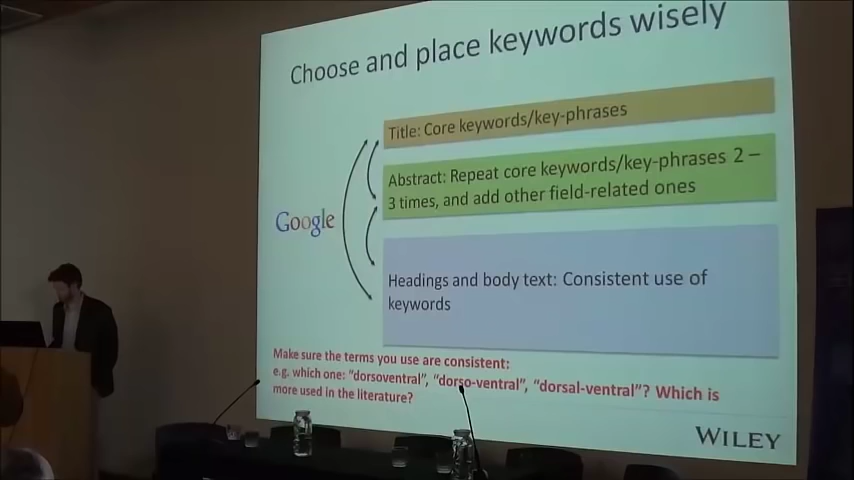 Choose and place keywords wisely
Title: Core keywords/key-phrases
Abstract: Repeat core keywords/key-phrases 2 –
3 times, and add other field-related ones
Google
Headings and body text: Consistent use of
keywords
Make sure the terms you use are consistent:
e.g. which one: "dorsoventral", "dorso-ventral", "dorsal-ventral"? Which is
more used in the literature?
WILEY